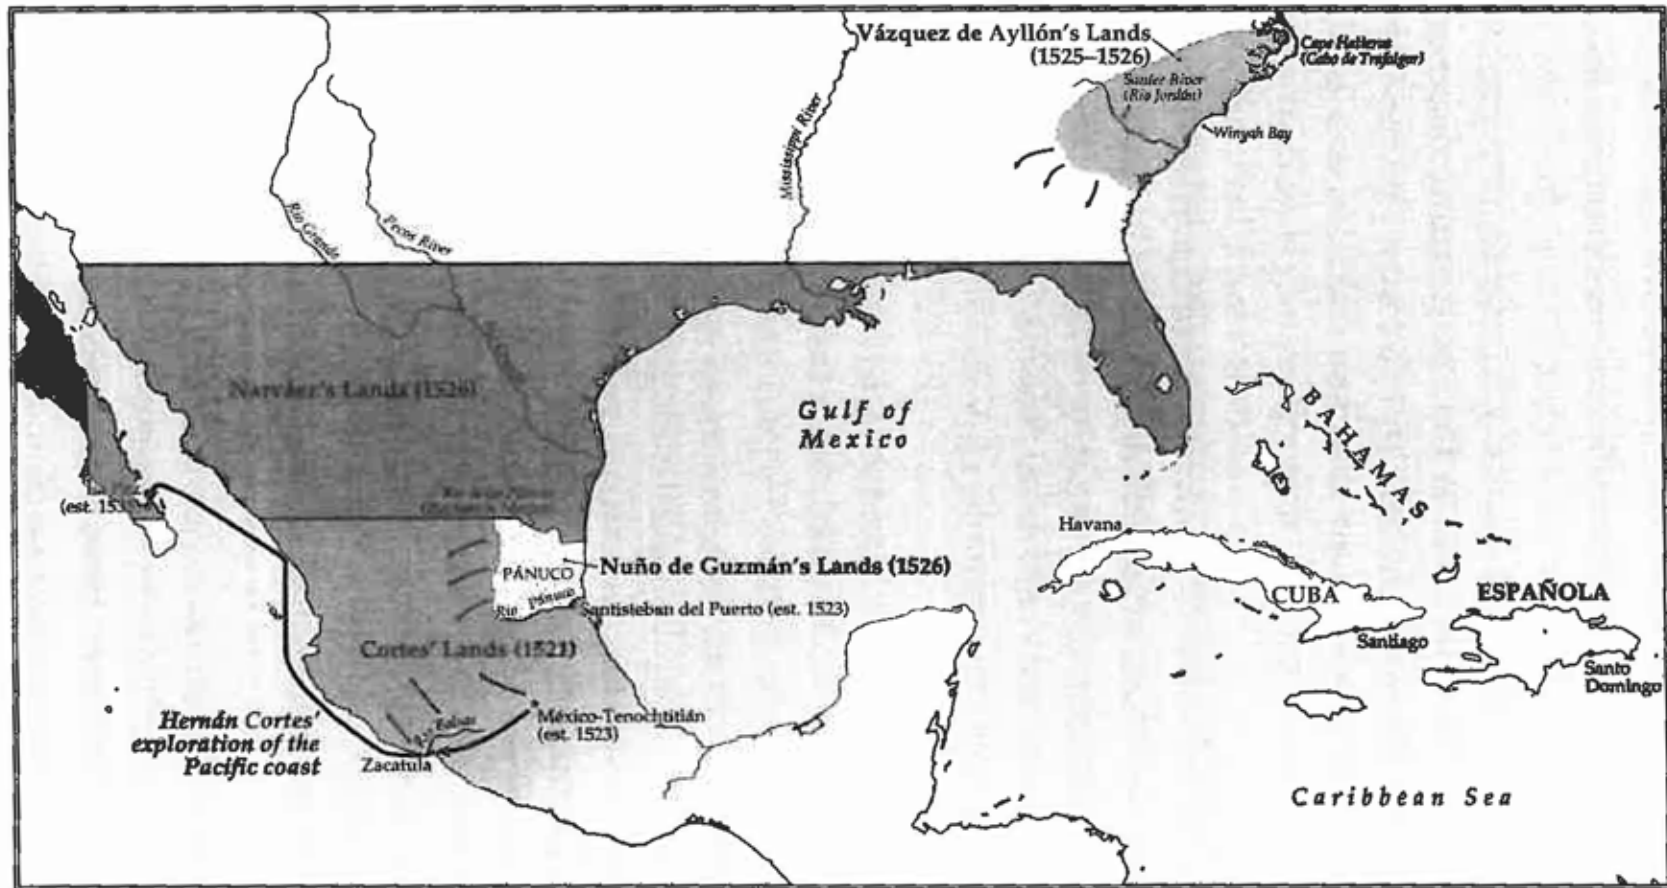 Vázquez de Ayllón's Lands
(1525–1526)
Cape Hatteras
(Cabo de Trafalgar)
Santee River
(Río Jordán)
Winyah Bay
Mississippi River
Río Grande
Pecos River
Narváez's Lands (1526)
Gulf of
Mexico
BAHAMAS
(est. 1535)
Havana
PÁNUCO
Nuño de Guzmán's Lands (1526)
Río Pánuco
Santisteban del Puerto (est. 1523)
CUBA
ESPAÑOLA
Santiago
Santo
Domingo
Cortes' Lands (1521)
Hernán Cortes'
exploration of the
Pacific coast
Río Balsas
México-Tenochtitlán
(est. 1523)
Zacatula
Caribbean Sea